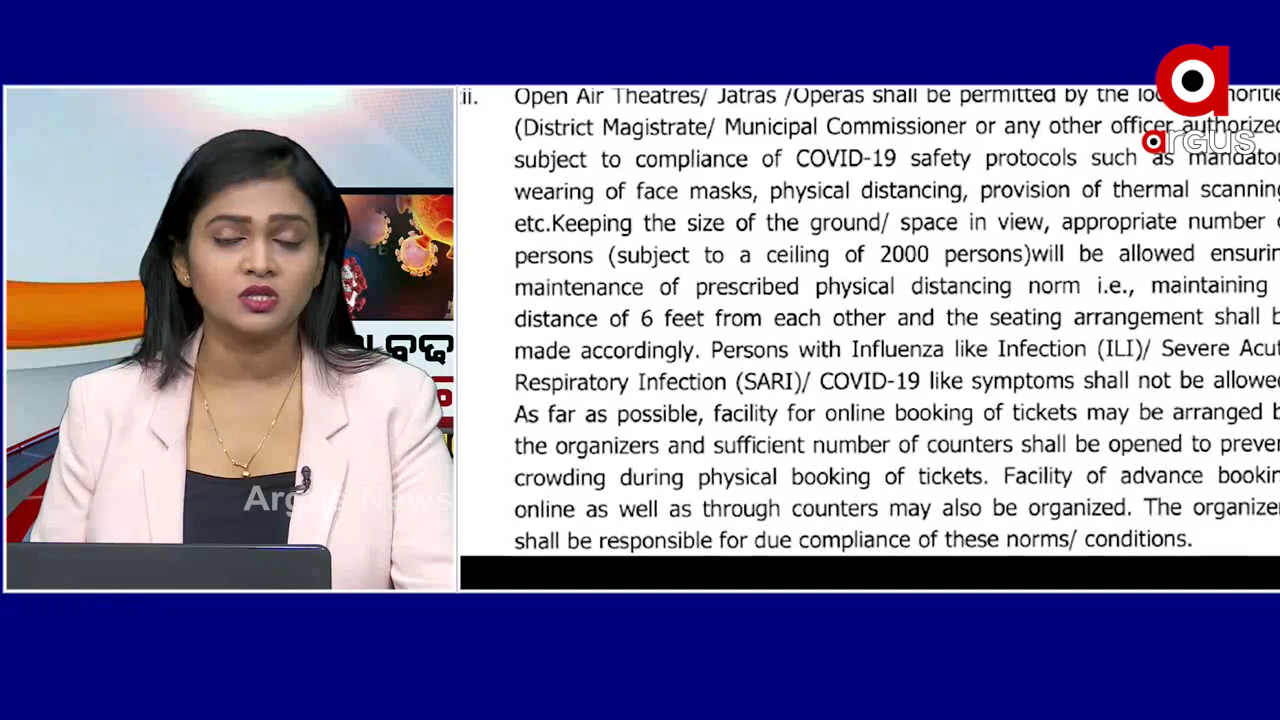 argus
ii. Open Air Theatres/ Jatras /Operas shall be permitted by the
(District Magistrate/ Municipal Commissioner or any other officer authorized
subject to compliance of COVID-19 safety protocols such as mandator
wearing of face masks, physical distancing, provision of thermal scanning
etc.Keeping the size of the ground/ space in view, appropriate number
persons (subject to a ceiling of 2000 persons)will be allowed ensurin
maintenance of prescribed physical distancing norm i.e., maintaining
distance of 6 feet from each other and the seating arrangement shall b
made accordingly. Persons with Influenza like Infection (ILI)/ Severe Acut
Respiratory Infection (SARI)/ COVID-19 like symptoms shall not be allowed
As far as possible, facility for online booking of tickets may be arranged b
the organizers and sufficient number of counters shall be opened to preven
crowding during physical booking of tickets. Facility of advance bookin
online as well as through counters may also be organized. The organizer
shall be responsible for due compliance of these norms/ conditions.
ବଢ
Argus News